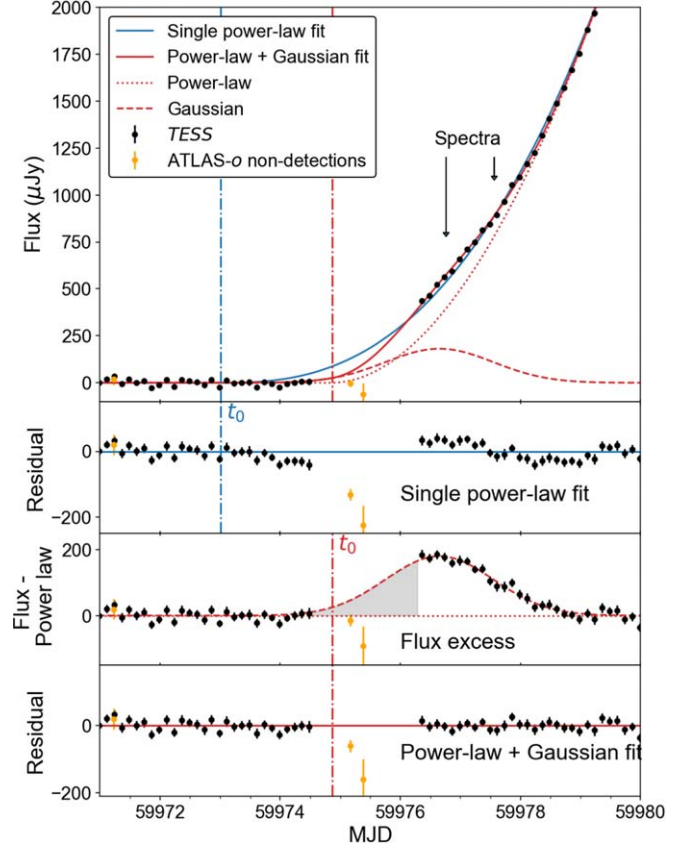 2000
1750
1500
1250
1000
750
500
250
0
Flux (μJy)
Single power-law fit
Power-law + Gaussian fit
Power-law
Gaussian
TESS
ATLAS-o non-detections
Spectra
t0
0
−200
Residual
Single power-law fit
t0
200
0
Flux -
Power law
Flux excess
0
−200
Residual
Power-law + Gaussian fit
59972
59974
59976
59978
59980
MJD